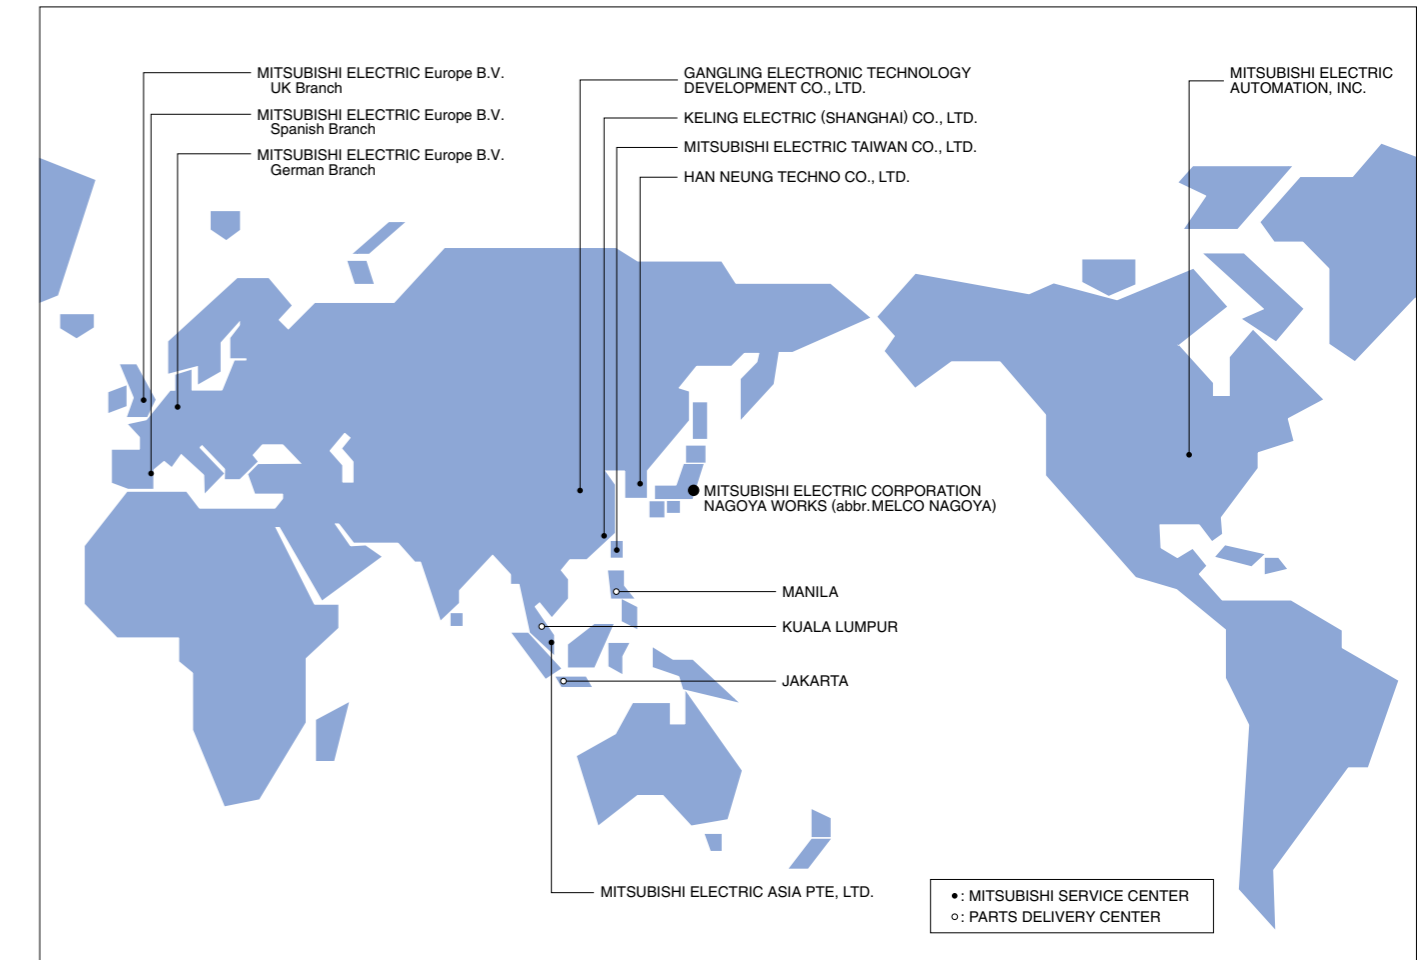 MITSUBISHI ELECTRIC Europe B.V.
UK Branch
MITSUBISHI ELECTRIC Europe B.V.
Spanish Branch
MITSUBISHI ELECTRIC Europe B.V.
German Branch
GANGLING ELECTRONIC TECHNOLOGY
DEVELOPMENT CO., LTD.
KELING ELECTRIC (SHANGHAI) CO., LTD.
MITSUBISHI ELECTRIC TAIWAN CO., LTD.
HAN NEUNG TECHNO CO., LTD.
MITSUBISHI ELECTRIC
AUTOMATION, INC.
MITSUBISHI ELECTRIC CORPORATION
NAGOYA WORKS (abbr.MELCO NAGOYA)
MANILA
KUALA LUMPUR
JAKARTA
MITSUBISHI ELECTRIC ASIA PTE, LTD.
●: MITSUBISHI SERVICE CENTER
○: PARTS DELIVERY CENTER